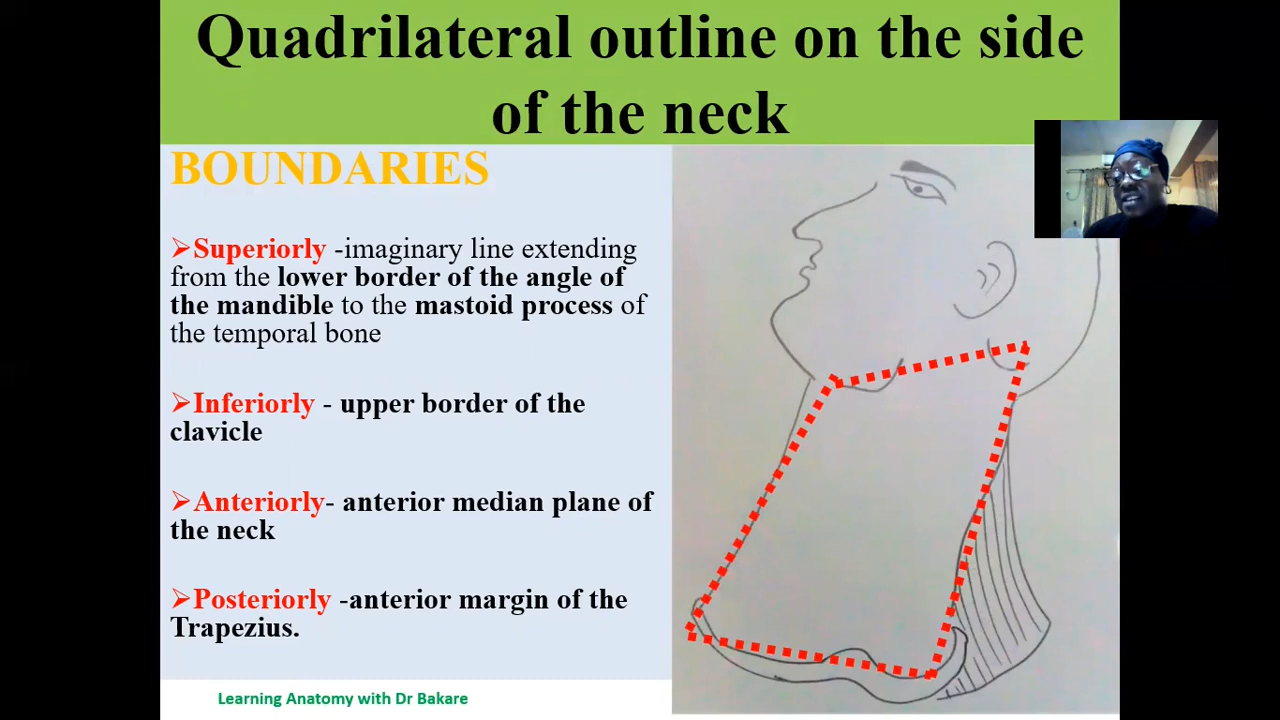 Quadrilateral outline on the side
of the neck
BOUNDARIES
➢Superiorly -imaginary line extending
from the lower border of the angle of
the mandible to the mastoid process of
the temporal bone
➢Inferiorly - upper border of the
clavicle
➢Anteriorly- anterior median plane of
the neck
➢Posteriorly -anterior margin of the
Trapezius.
Learning Anatomy with Dr Bakare